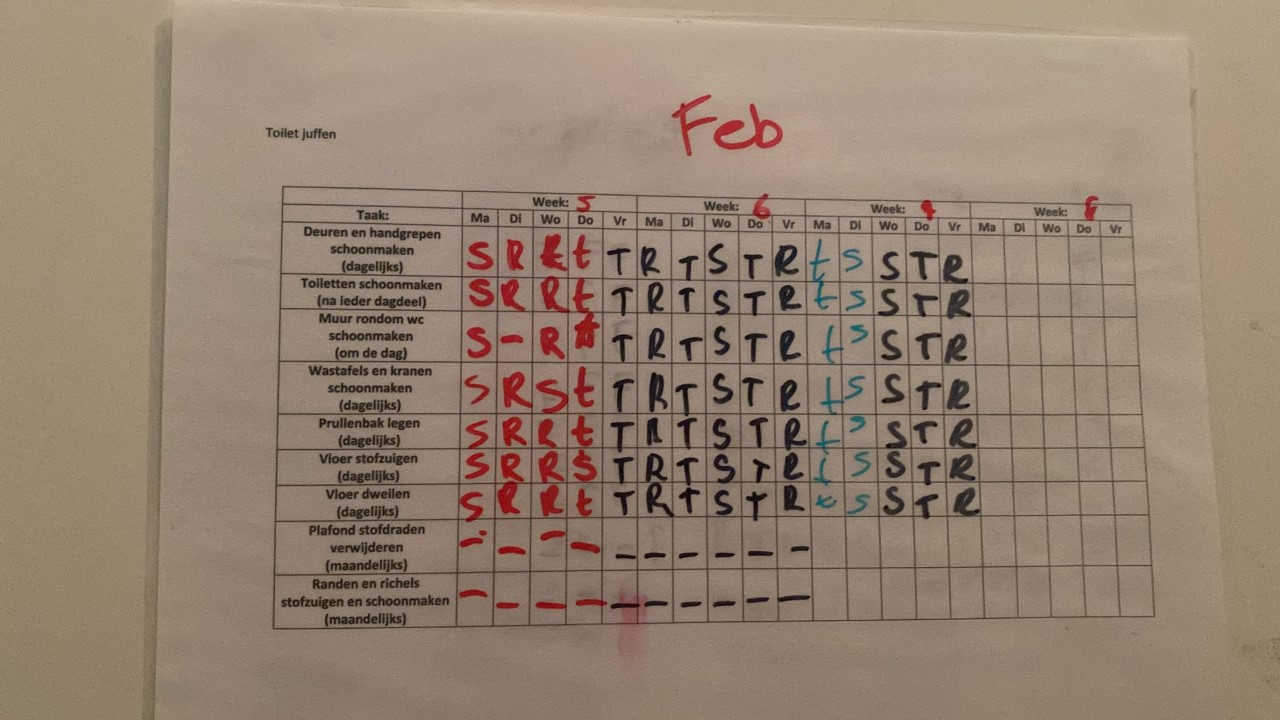 Feb
Toilet juffen
Week: 5 Week: 6 Week: Week:
Taak: Ma Di Wo Do Vr Ma Di Wo Do Vr Ma Di Wo Do Vr Ma Di Wo Do Vr
Deuren en handgrepen
schoonmaken
(dagelijks) S R R t T R T S T R t S S T R
Toiletten schoonmaken
(na ieder dagdeel) S R R t T R T S T R t S S T R
Muur rondom wc
schoonmaken
(om de dag) S - R t T R T S T R t S S T R
Wastafels en kranen
schoonmaken
(dagelijks) S R S t T R T S T R t S S T R
Prullenbak legen
(dagelijks) S R R t T R T S T R t S S T R
Vloer stofzuigen
(dagelijks) S R R S T R T S T R t S S T R
Vloer dweilen
(dagelijks) S R R t T R T S T R t S S T R
Plafond stofdraden
verwijderen
(maandelijks) - - - - - - - - - -
Randen en richels
stofzuigen en schoonmaken
(maandelijks) - - - - - - - - - -